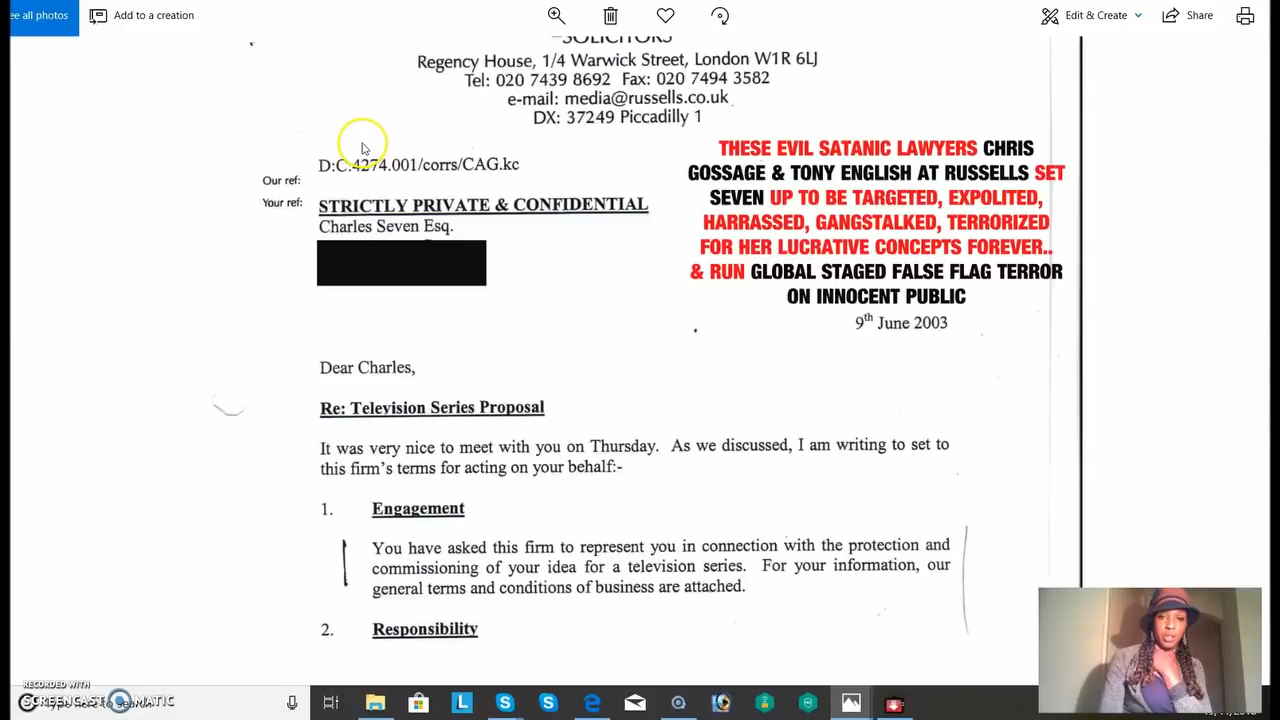 ee all photos
Add to a creation
Edit & Create
Share
SOLICITORS
Regency House, 1/4 Warwick Street, London W1R 6LJ
Tel: 020 7439 8692 Fax: 020 7494 3582
e-mail: media@russells.co.uk
DX: 37249 Piccadilly 1
D:C:4274.001/corrs/CAG.kc
Our ref:
Your ref:
STRICTLY PRIVATE & CONFIDENTIAL
Charles Seven Esq.
THESE EVIL SATANIC LAWYERS CHRIS
GOSSAGE & TONY ENGLISH AT RUSSELLS SET
SEVEN UP TO BE TARGETED, EXPOLITED,
HARRASSED, GANGSTALKED, TERRORIZED
FOR HER LUCRATIVE CONCEPTS FOREVER..
& RUN GLOBAL STAGED FALSE FLAG TERROR
ON INNOCENT PUBLIC
9th June 2003
Dear Charles,
Re: Television Series Proposal
It was very nice to meet with you on Thursday. As we discussed, I am writing to set to
this firm's terms for acting on your behalf:-
1. Engagement
You have asked this firm to represent you in connection with the protection and
commissioning of your idea for a television series. For your information, our
general terms and conditions of business are attached.
2. Responsibility
RECORDED WITH
SCREENCAST MATIC